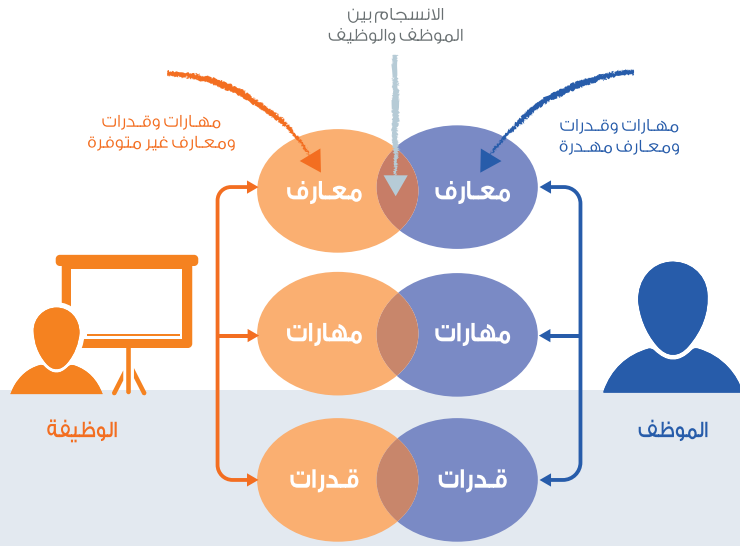 الانسجام بين
الموظف والوظيف
مهارات وقدرات
ومعارف مهدرة
مهارات وقدرات
ومعارف غير متوفرة
معارف
معارف
مهارات
مهارات
الموظف
الوظيفة
قدرات
قدرات